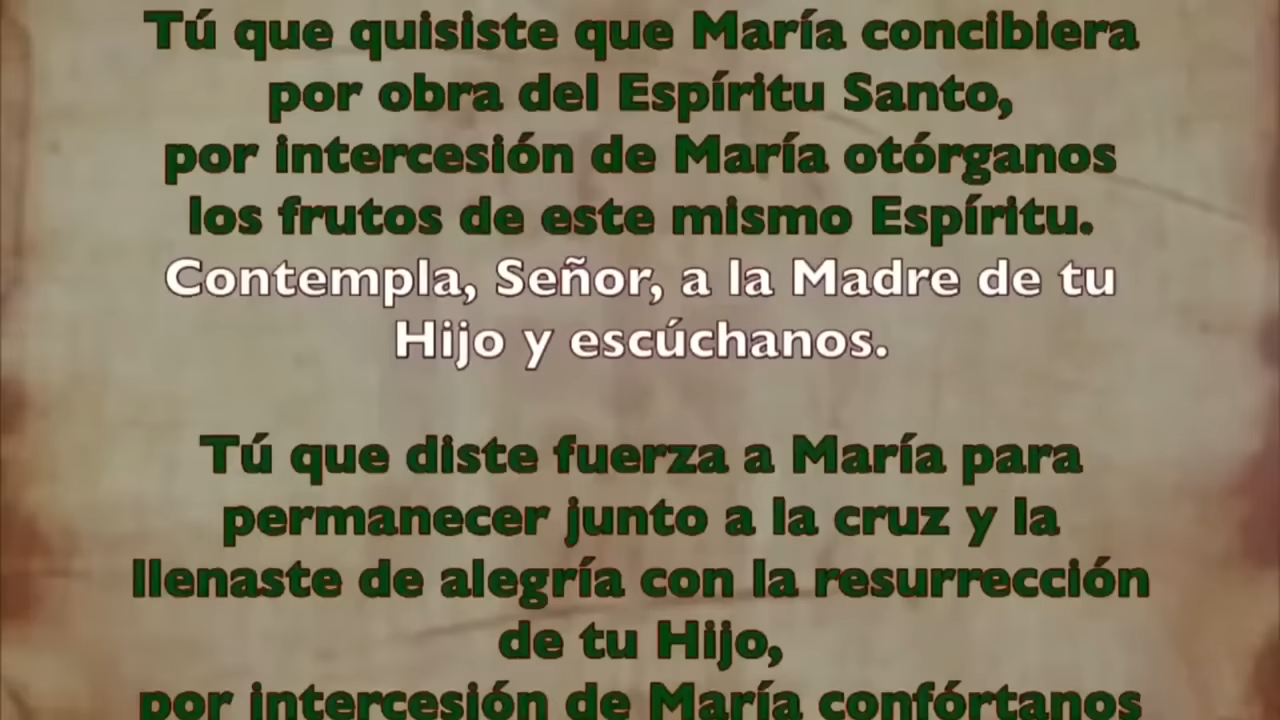 Tú que quisiste que María concibiera
por obra del Espíritu Santo,
por intercesión de María otórganos
los frutos de este mismo Espíritu.
Contempla, Señor, a la Madre de tu
Hijo y escúchanos.
Tú que diste fuerza a María para
permanecer junto a la cruz y la
llenaste de alegría con la resurrección
de tu Hijo,
por intercesión de María confórtanos